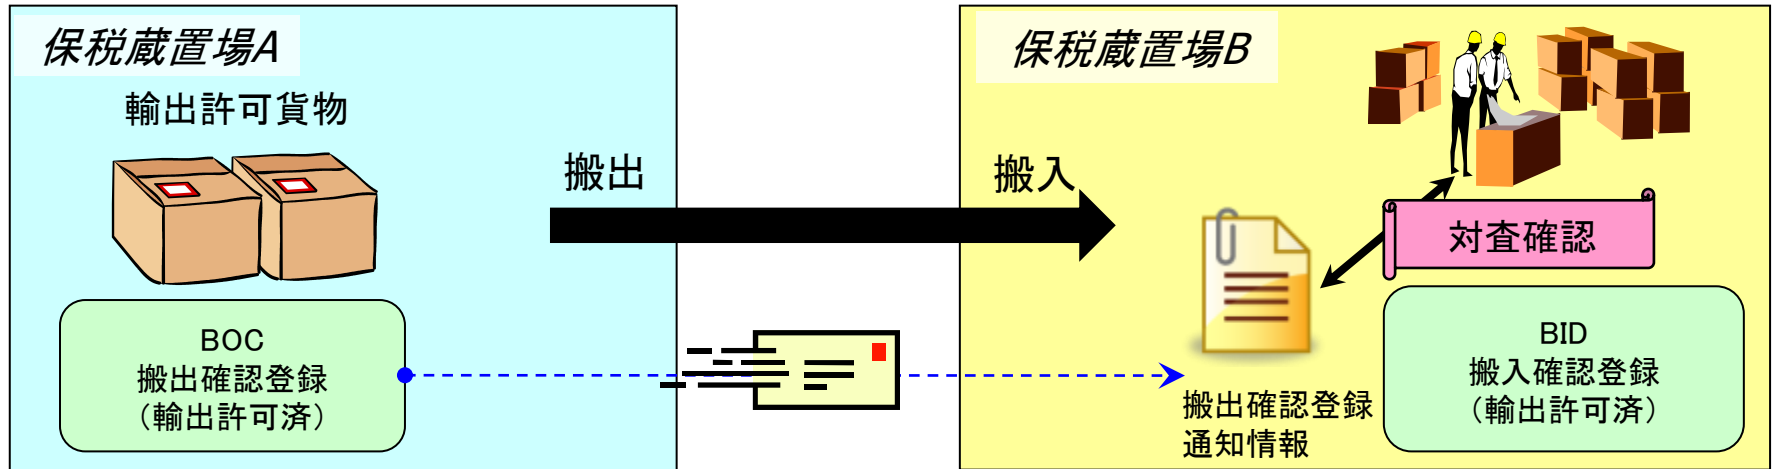 保税蔵置場A
輸出許可貨物
搬出
BOC
搬出確認登録
（輸出許可済）
保税蔵置場B
搬入
対査確認
搬出確認登録
通知情報
BID
搬入確認登録
（輸出許可済）